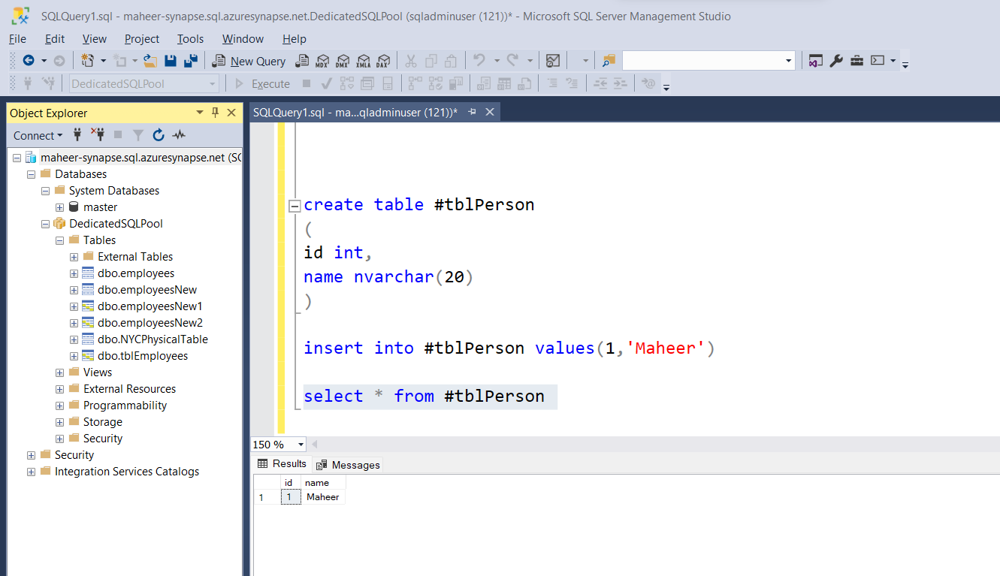 SQLQuery1.sql - maheer-synapse.sql.azuresynapse.net.DedicatedSQLPool (sqladminuser (121))* - Microsoft SQL Server Management Studio
File Edit View Project Tools Window Help
New Query MDX DMX XMLA DAX
DedicatedSQLPool Execute
Object Explorer
SQLQuery1.sql - ma...qladminuser (121))*
Connect
maheer-synapse.sql.azuresynapse.net (SQ
Databases
System Databases
master
DedicatedSQLPool
Tables
External Tables
dbo.employees
dbo.employeesNew
dbo.employeesNew1
dbo.employeesNew2
dbo.NYCPhysicalTable
dbo.tblEmployees
Views
External Resources
Programmability
Storage
Security
Security
Integration Services Catalogs
create table #tblPerson
(
id int,
name nvarchar(20)
)
insert into #tblPerson values(1,'Maheer')
select * from #tblPerson
150 %
Results Messages
id name
1 1 Maheer